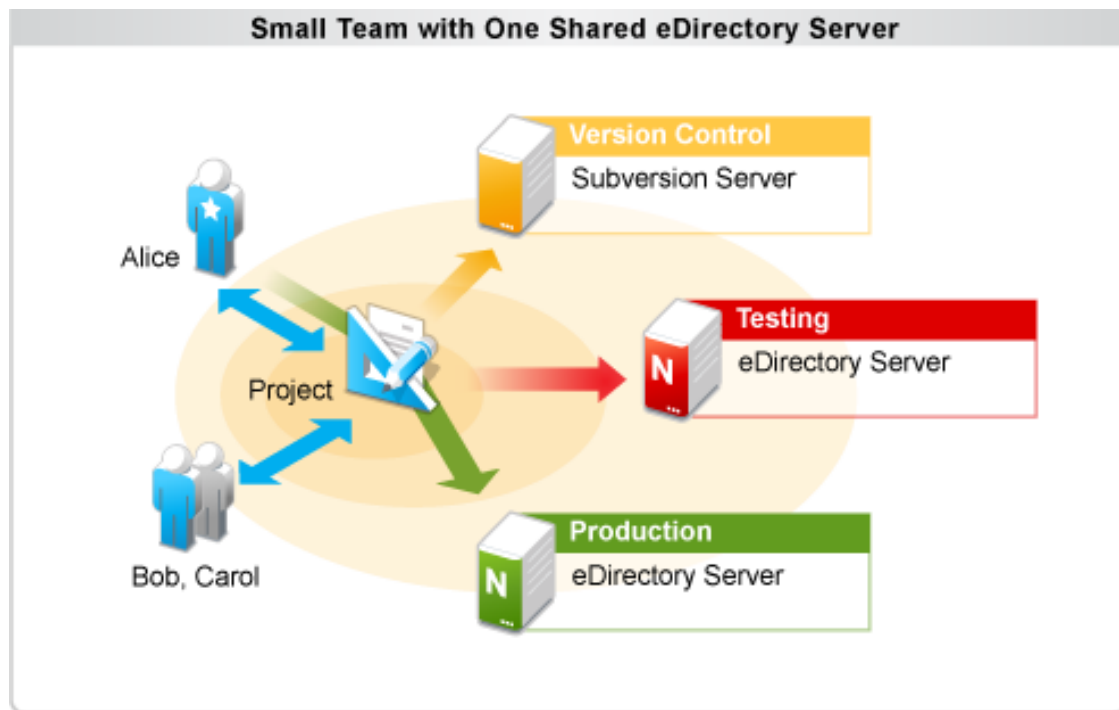 Small Team with One Shared eDirectory Server
Version Control
Subversion Server
Alice
Testing
eDirectory Server
N
Project
Production
eDirectory Server
N
Bob, Carol